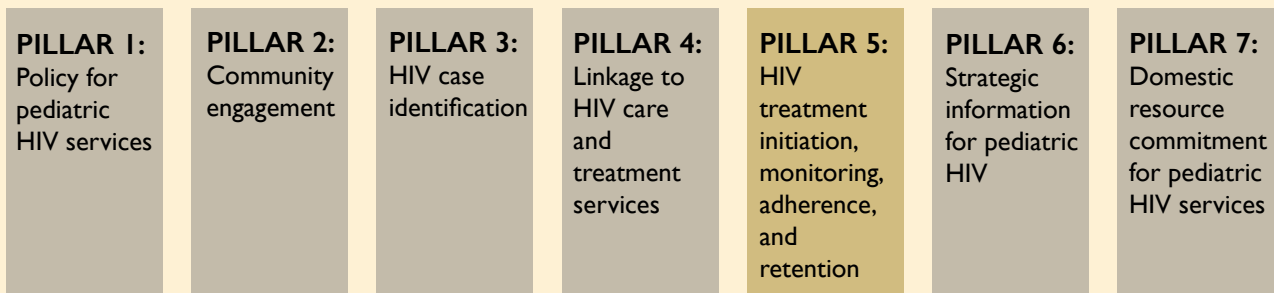 PILLAR 1:
Policy for
pediatric
HIV services
PILLAR 2:
Community
engagement
PILLAR 3:
HIV case
identification
PILLAR 4:
Linkage to
HIV care
and
treatment
services
PILLAR 5:
HIV
treatment
initiation,
monitoring,
adherence,
and
retention
PILLAR 6:
Strategic
information
for pediatric
HIV
PILLAR 7:
Domestic
resource
commitment
for pediatric
HIV services